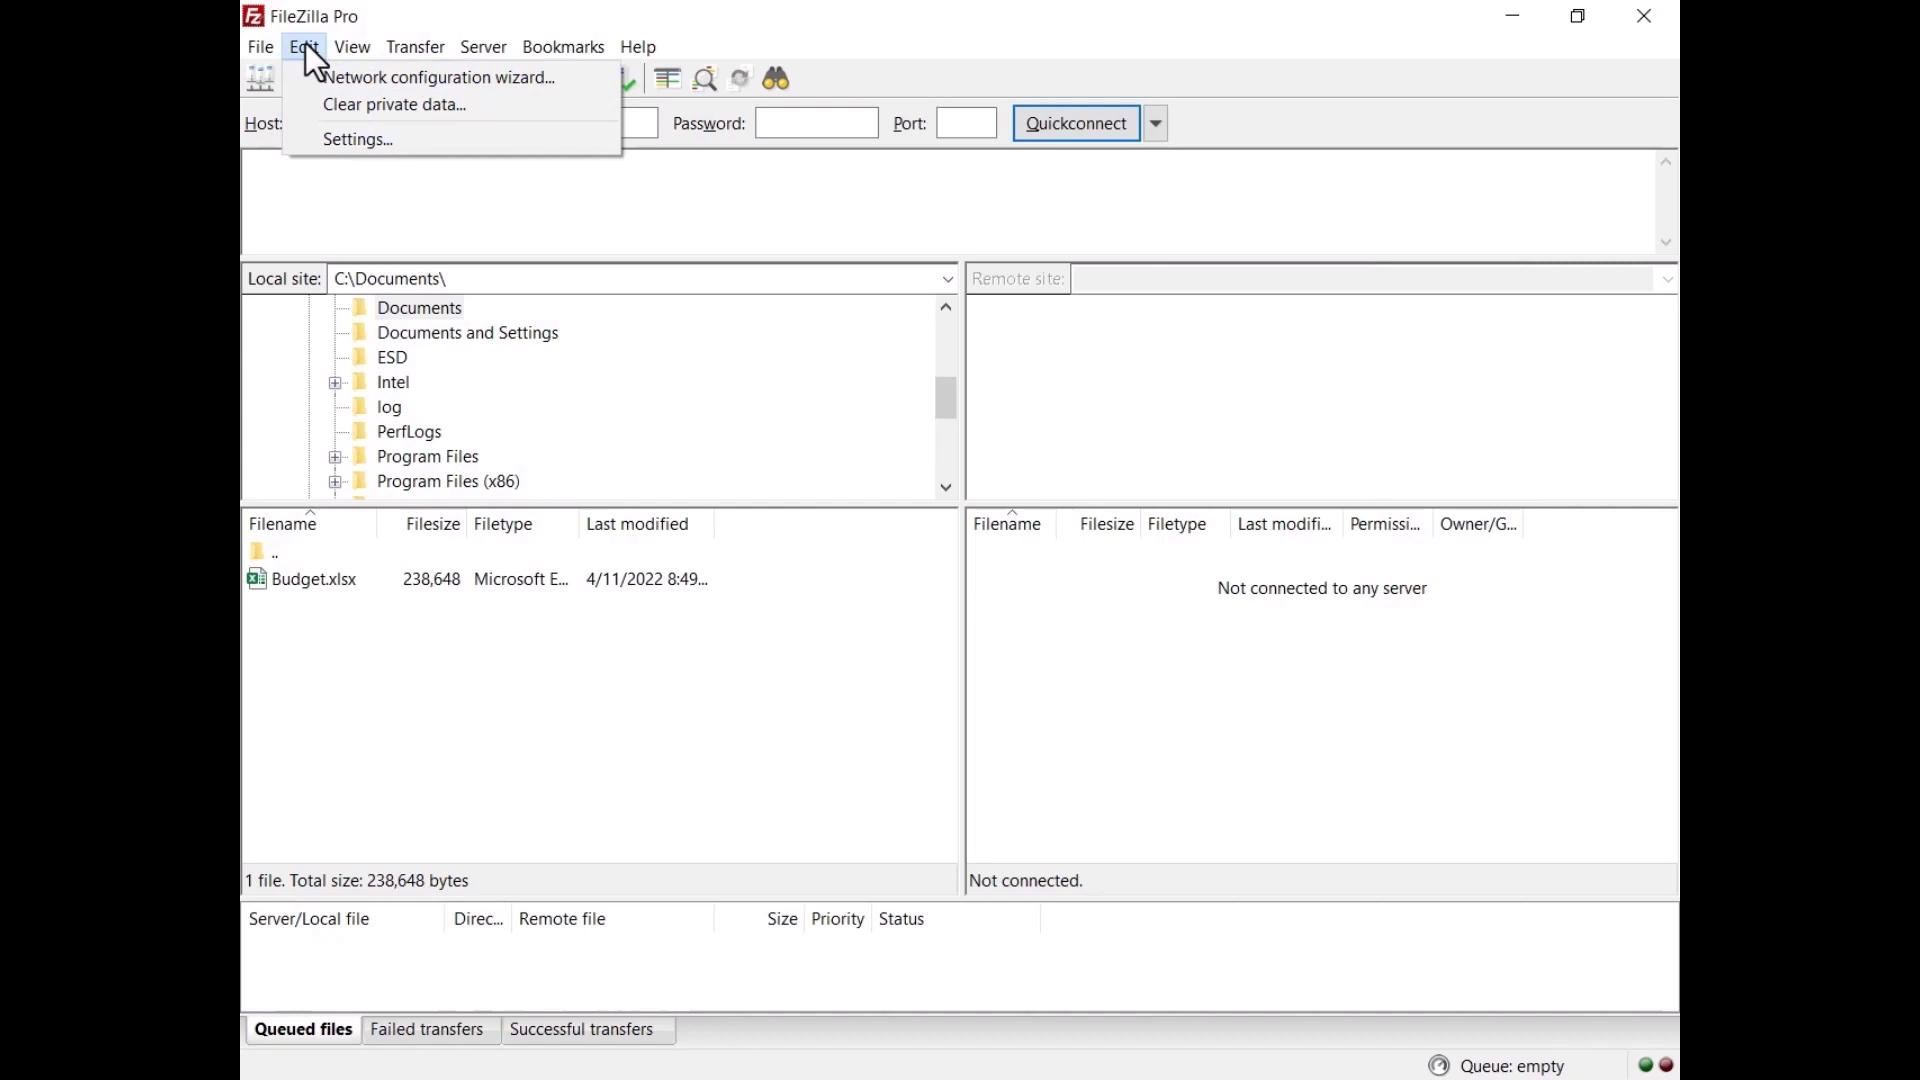 FileZilla Pro
File Edit View Transfer Server Bookmarks Help
Network configuration wizard...
Clear private data...
Settings...
Host: Password: Port: Quickconnect
Local site: C:\Documents\
Remote site:
Documents
Documents and Settings
ESD
Intel
log
PerfLogs
Program Files
Program Files (x86)
Filename Filesize Filetype Last modified
..
Budget.xlsx 238,648 Microsoft E... 4/11/2022 8:49...
1 file. Total size: 238,648 bytes
Filename Filesize Filetype Last modifi... Permissi... Owner/G...
Not connected to any server
Not connected.
Server/Local file Direc... Remote file Size Priority Status
Queued files Failed transfers Successful transfers
Queue: empty